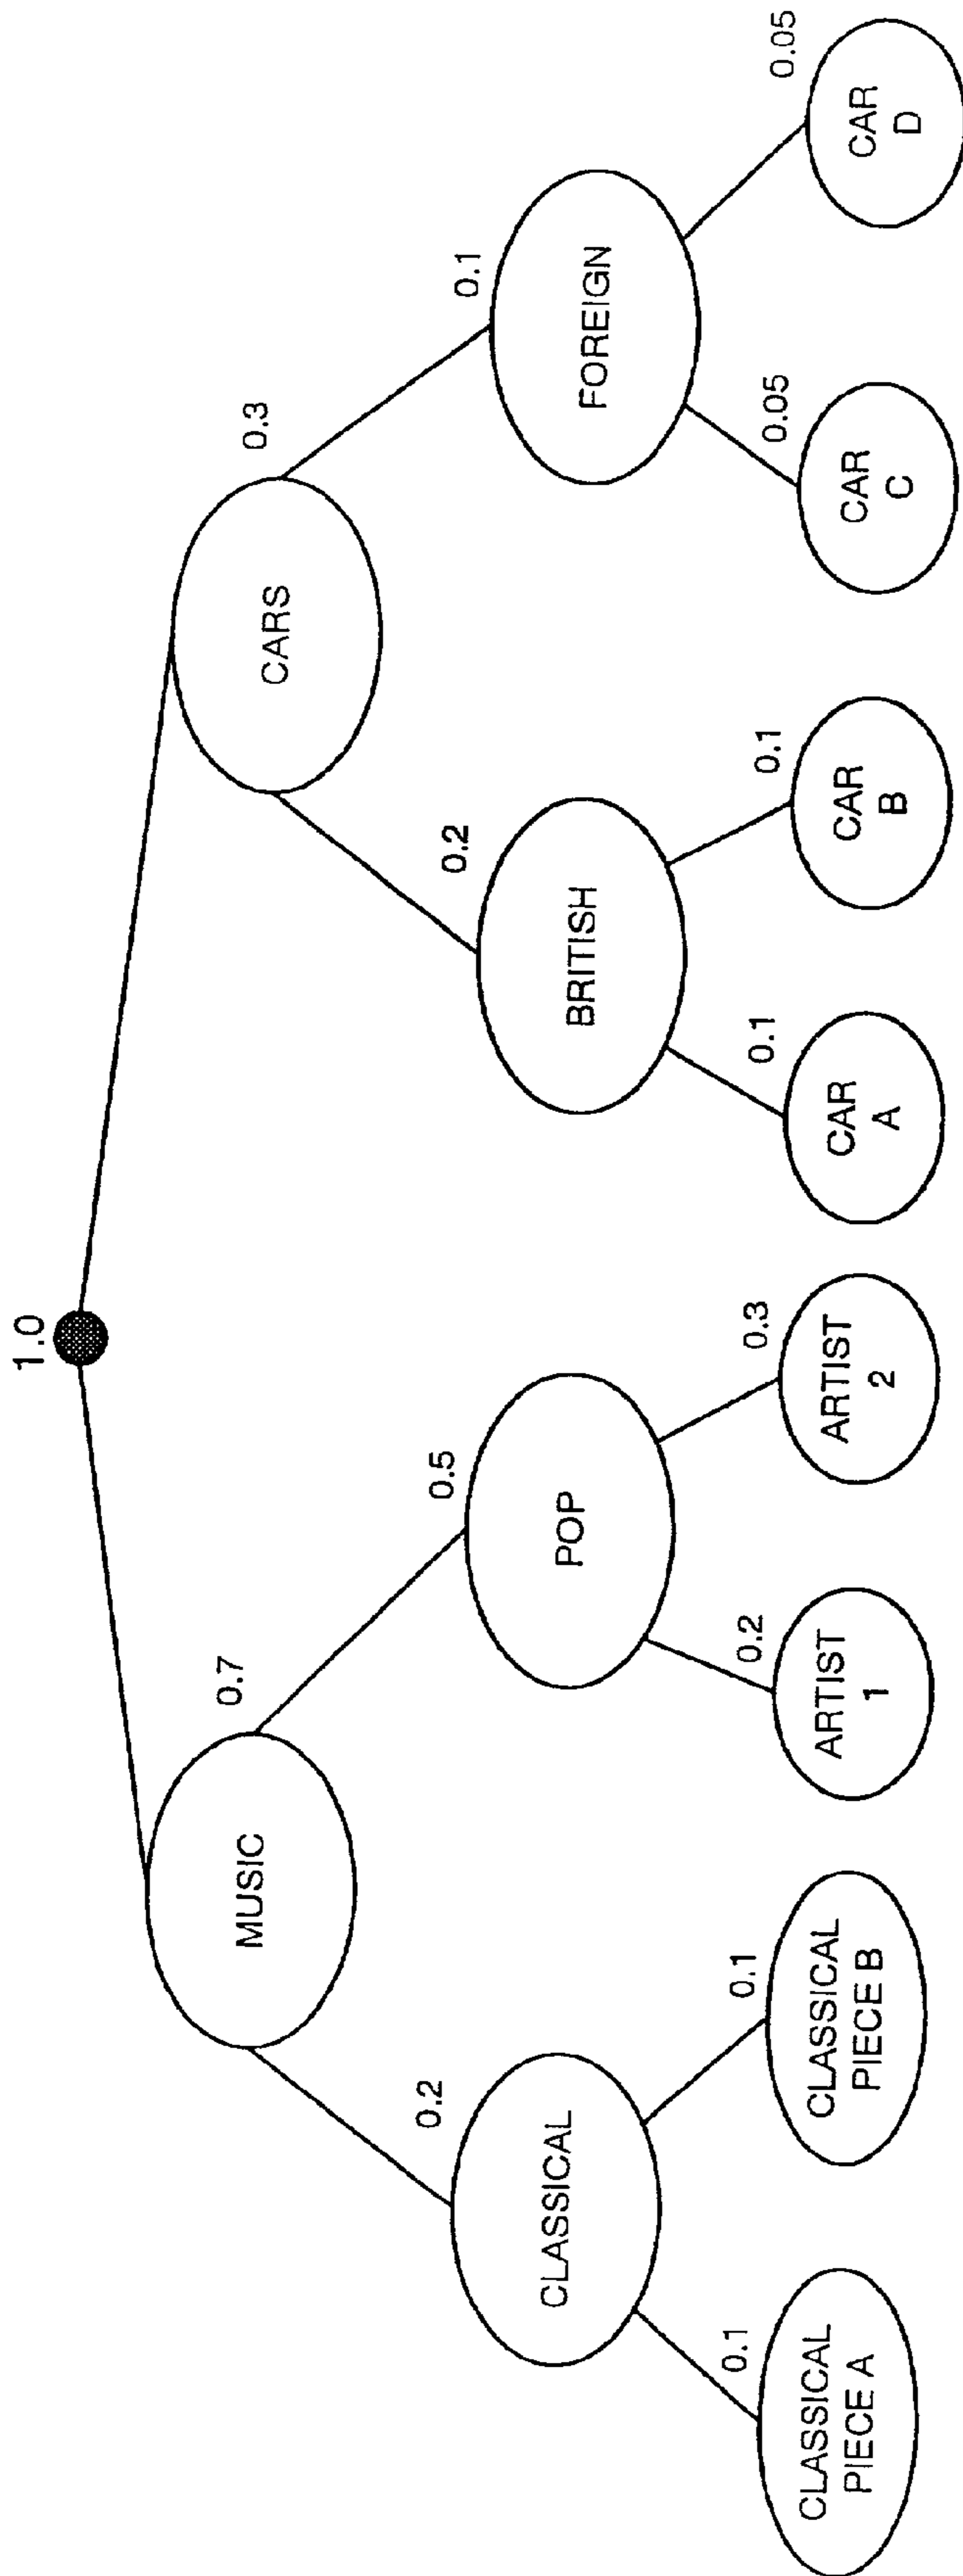 1.0
MUSIC
0.7
CARS
0.3
CLASSICAL
0.2
POP
0.5
BRITISH
0.2
FOREIGN
0.1
CLASSICAL
PIECE A
0.1
CLASSICAL
PIECE B
0.1
ARTIST
1
0.2
ARTIST
2
0.3
CAR
A
0.1
CAR
B
0.1
CAR
C
0.05
CAR
D
0.05